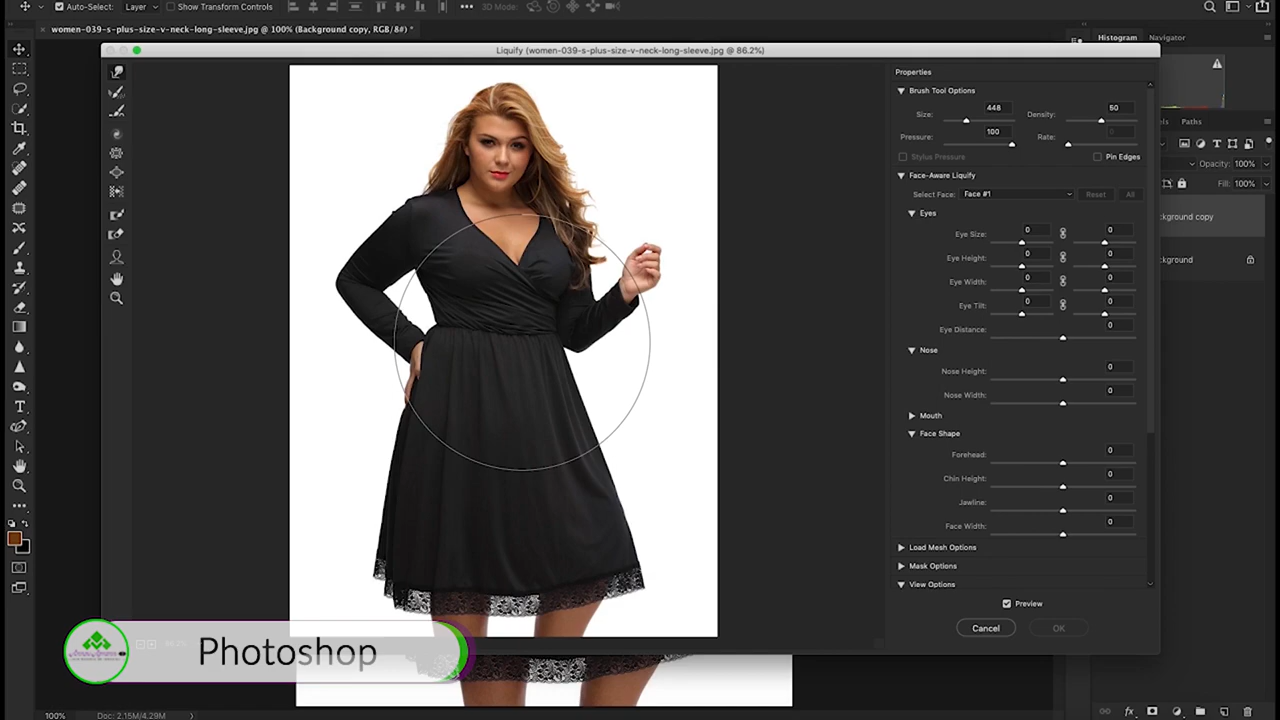 Auto-Select: Layer Show Transform Controls 3D Mode:
× women-039-s-plus-size-v-neck-long-sleeve.jpg @ 100% (Background copy, RGB/8#) *
Liquify (women-039-s-plus-size-v-neck-long-sleeve.jpg @ 86.2%)
Histogram Navigator
Properties
Brush Tool Options
Size: 448 Density: 50
Pressure: 100 Rate: 0
Stylus Pressure Pin Edges
Face-Aware Liquify
Select Face: Face #1 Reset All
Eyes
Eye Size: 0 0
Eye Height: 0 0
Eye Width: 0 0
Eye Tilt: 0 0
Eye Distance: 0
Nose
Nose Height: 0
Nose Width: 0
Mouth
Face Shape
Forehead: 0
Chin Height: 0
Jawline: 0
Face Width: 0
Load Mesh Options
Mask Options
View Options
Preview
Cancel OK
els Paths
Opacity: 100%
Fill: 100%
kground copy
kground
Photoshop
100% Doc: 2.15M/4.29M
fx